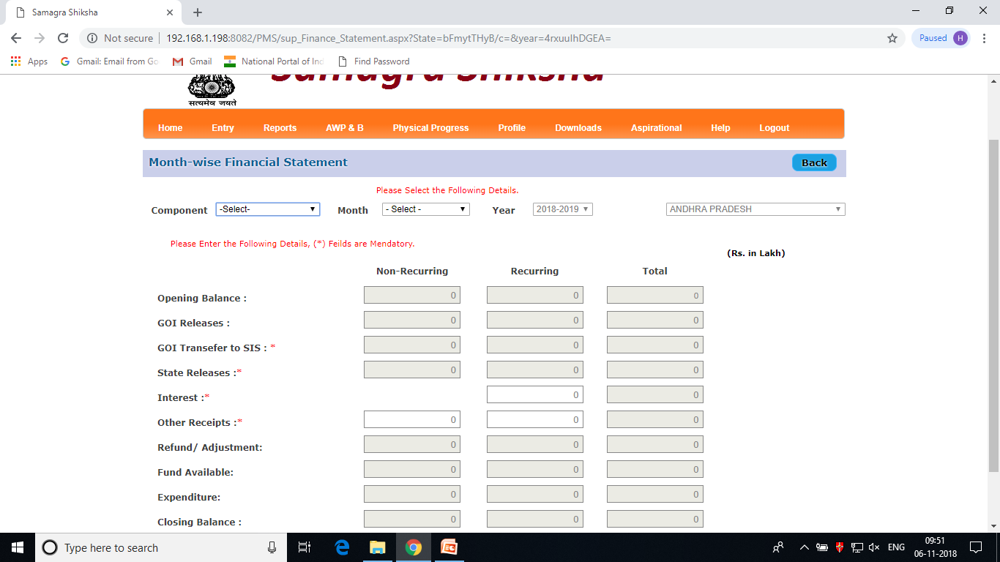 Samagra Shiksha
Not secure | 192.168.1.198:8082/PMS/sup_Finance_Statement.aspx?State=bFmytTHyB/c=&year=4rxuuIhDGEA=
Paused H
Apps Gmail: Email from Go Gmail National Portal of Ind Find Password
Samagra Shiksha
सत्यमेव जयते
Home Entry Reports AWP & B Physical Progress Profile Downloads Aspirational Help Logout
Month-wise Financial Statement Back
Please Select the Following Details.
Component -Select- Month - Select - Year 2018-2019 ANDHRA PRADESH
Please Enter the Following Details, (*) Feilds are Mendatory.
(Rs. in Lakh)
Non-Recurring Recurring Total
Opening Balance : 0 0 0
GOI Releases : 0 0 0
GOI Transefer to SIS : * 0 0 0
State Releases :* 0 0 0
Interest :* 0 0
Other Receipts :* 0 0 0
Refund/ Adjustment: 0 0 0
Fund Available: 0 0 0
Expenditure: 0 0 0
Closing Balance : 0 0 0
Type here to search
ENG 09:51
06-11-2018